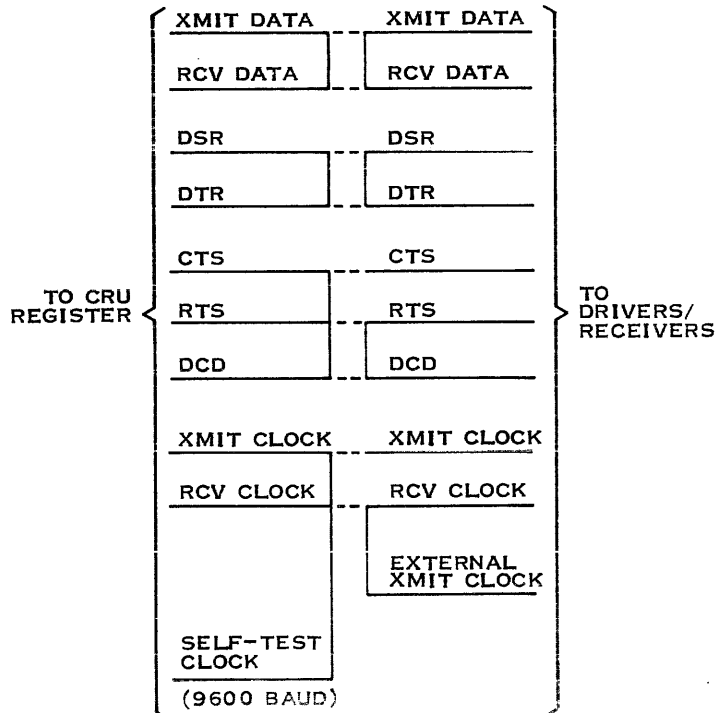 XMIT DATA
XMIT DATA
RCV DATA
RCV DATA
DSR
DSR
DTR
DTR
CTS
CTS
TO CRU
REGISTER
RTS
RTS
TO
DRIVERS/
RECEIVERS
DCD
DCD
XMIT CLOCK
XMIT CLOCK
RCV CLOCK
RCV CLOCK
EXTERNAL
XMIT CLOCK
SELF-TEST
CLOCK
(9600 BAUD)